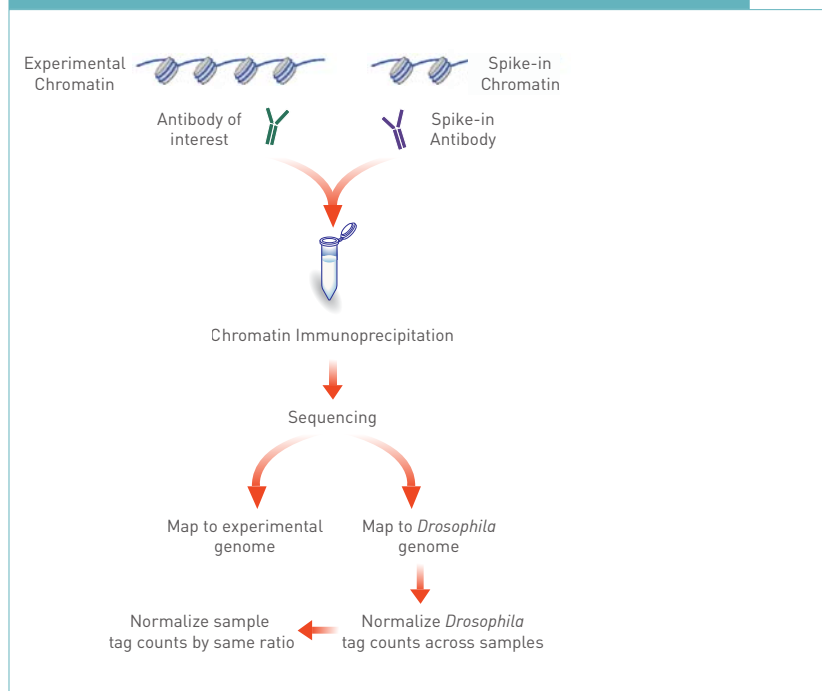 Experimental
Chromatin
Spike-in
Chromatin
Antibody of
interest
Spike-in
Antibody
Chromatin Immunoprecipitation
Sequencing
Map to experimental
genome
Map to Drosophila
genome
Normalize sample
tag counts by same ratio
Normalize Drosophila
tag counts across samples